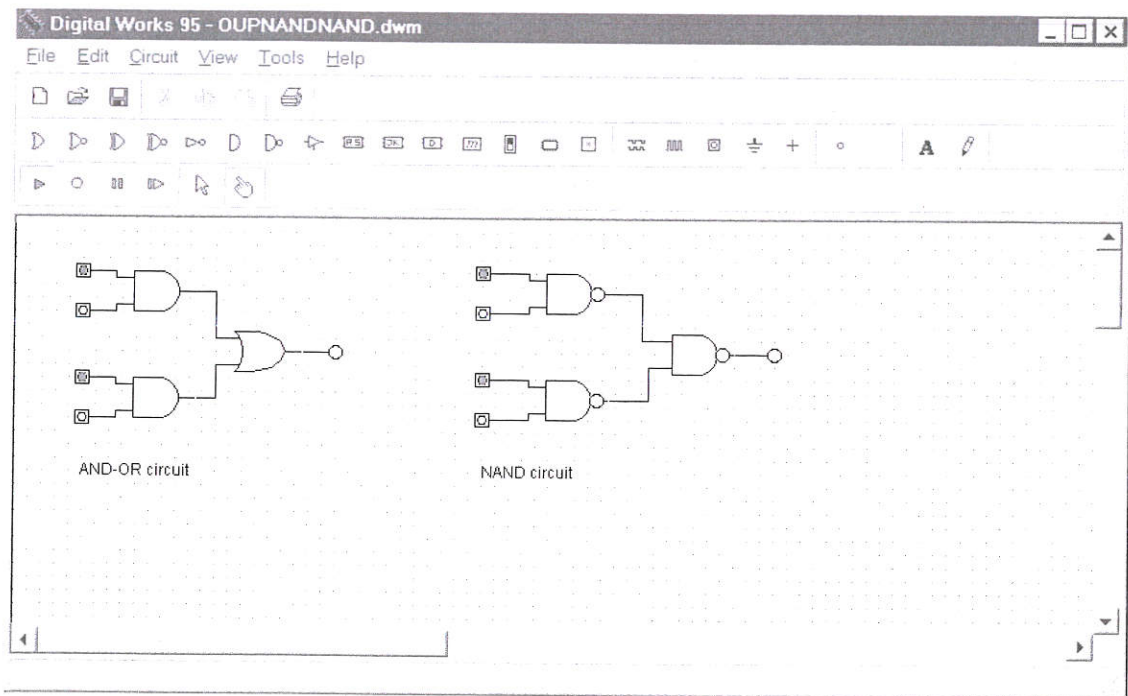 Digital Works 95 - OUPNANDNAND.dwm
File Edit Circuit View Tools Help
A
AND-OR circuit
NAND circuit